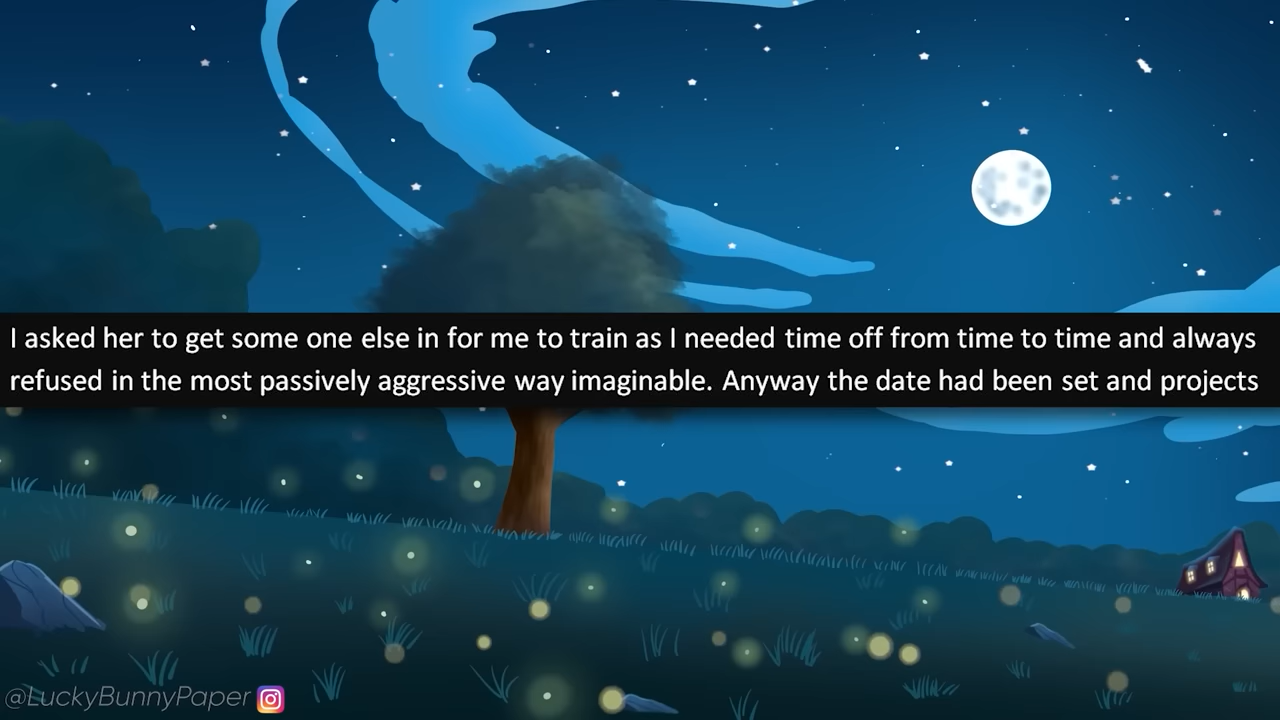 I asked her to get some one else in for me to train as I needed time off from time to time and always
refused in the most passively aggressive way imaginable. Anyway the date had been set and projects
@LuckyBunnyPaper